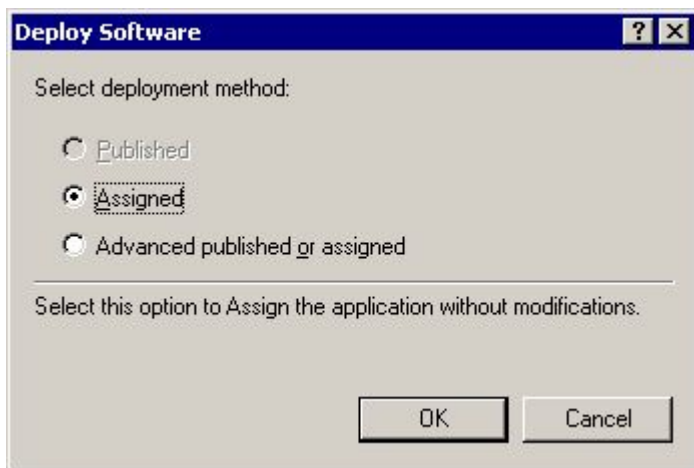 Deploy Software
Select deployment method:
Published
Assigned
Advanced published or assigned
Select this option to Assign the application without modifications.
OK
Cancel